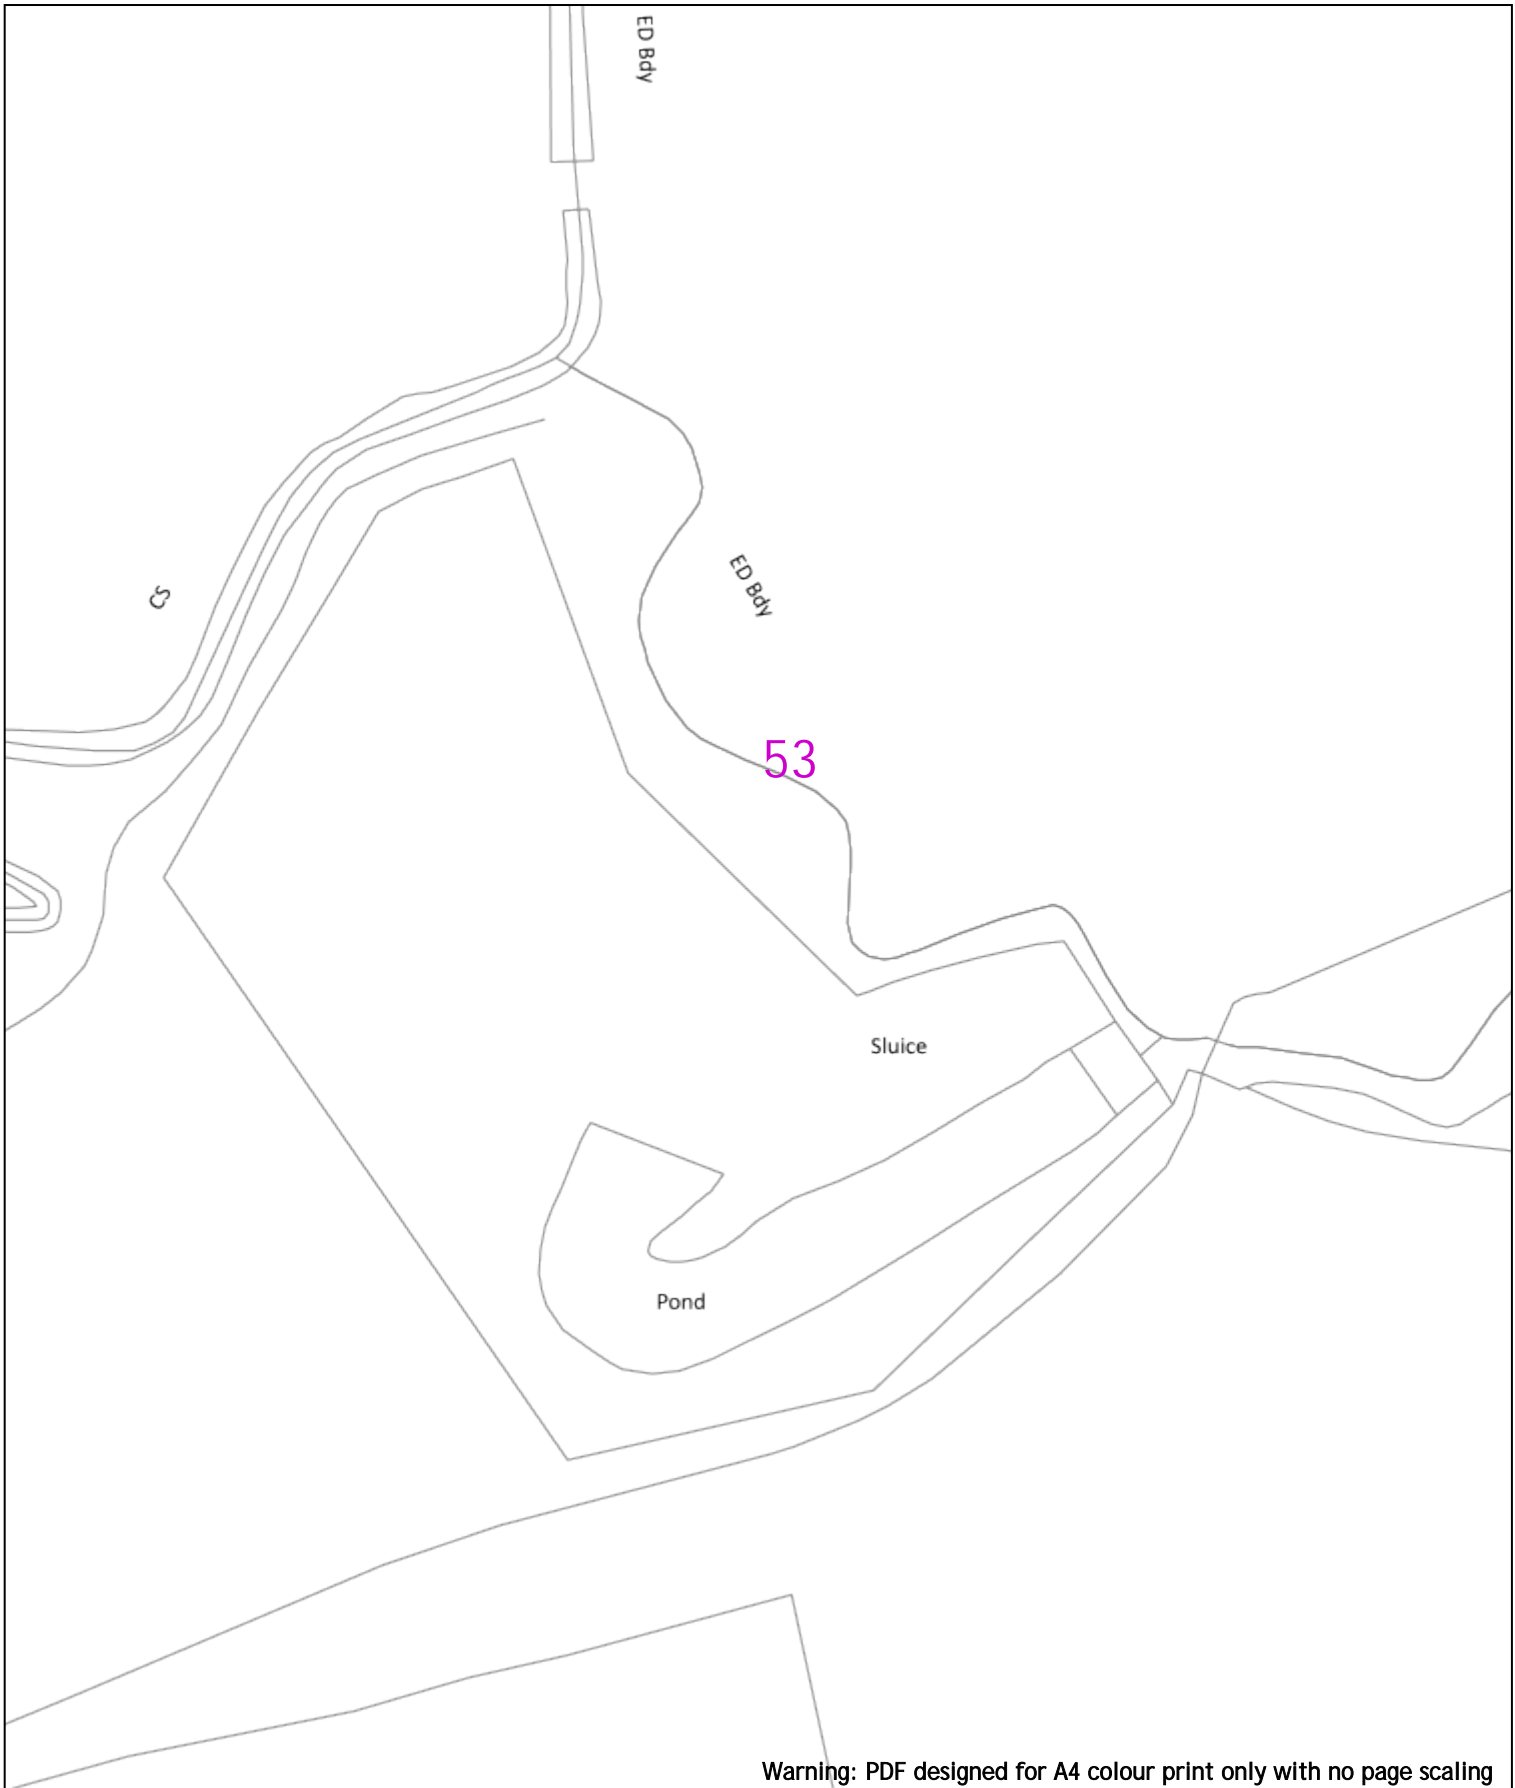 ED Bdy
ED Bdy
CS
53
Sluice
Pond
Warning: PDF designed for A4 colour print only with no page scaling